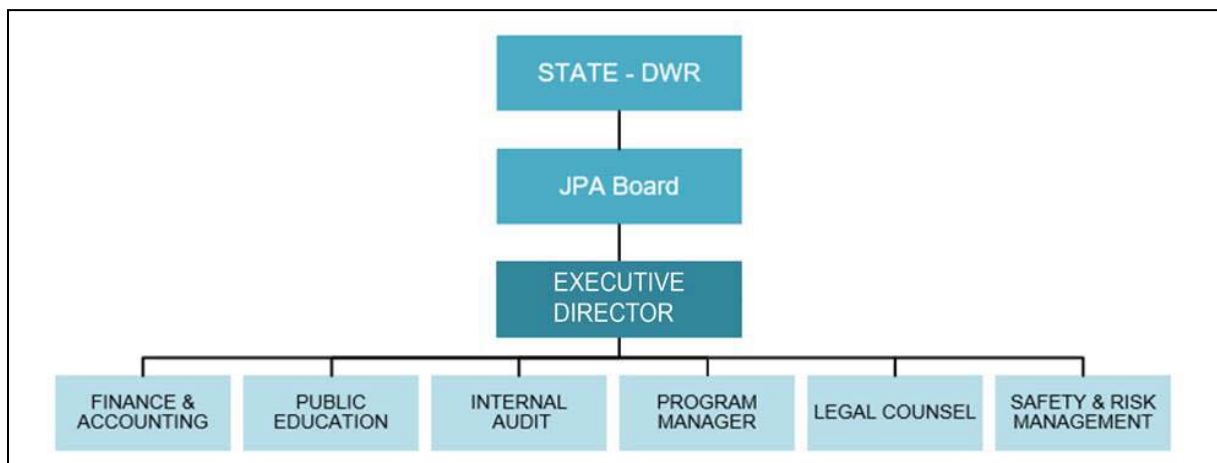 STATE - DWR
JPA Board
EXECUTIVE
DIRECTOR
FINANCE &
ACCOUNTING
PUBLIC
EDUCATION
INTERNAL
AUDIT
PROGRAM
MANAGER
LEGAL COUNSEL
SAFETY & RISK
MANAGEMENT